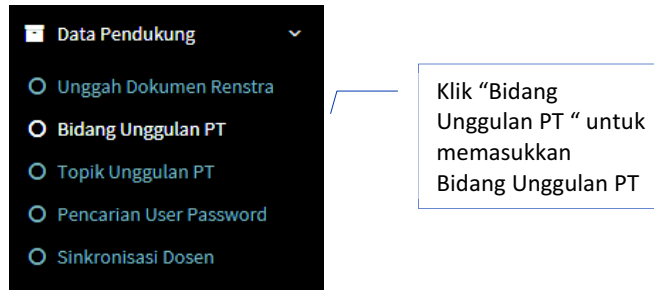 Data Pendukung
Unggah Dokumen Renstra
Bidang Unggulan PT
Topik Unggulan PT
Pencarian User Password
Sinkronisasi Dosen
Klik “Bidang
Unggulan PT “ untuk
memasukkan
Bidang Unggulan PT